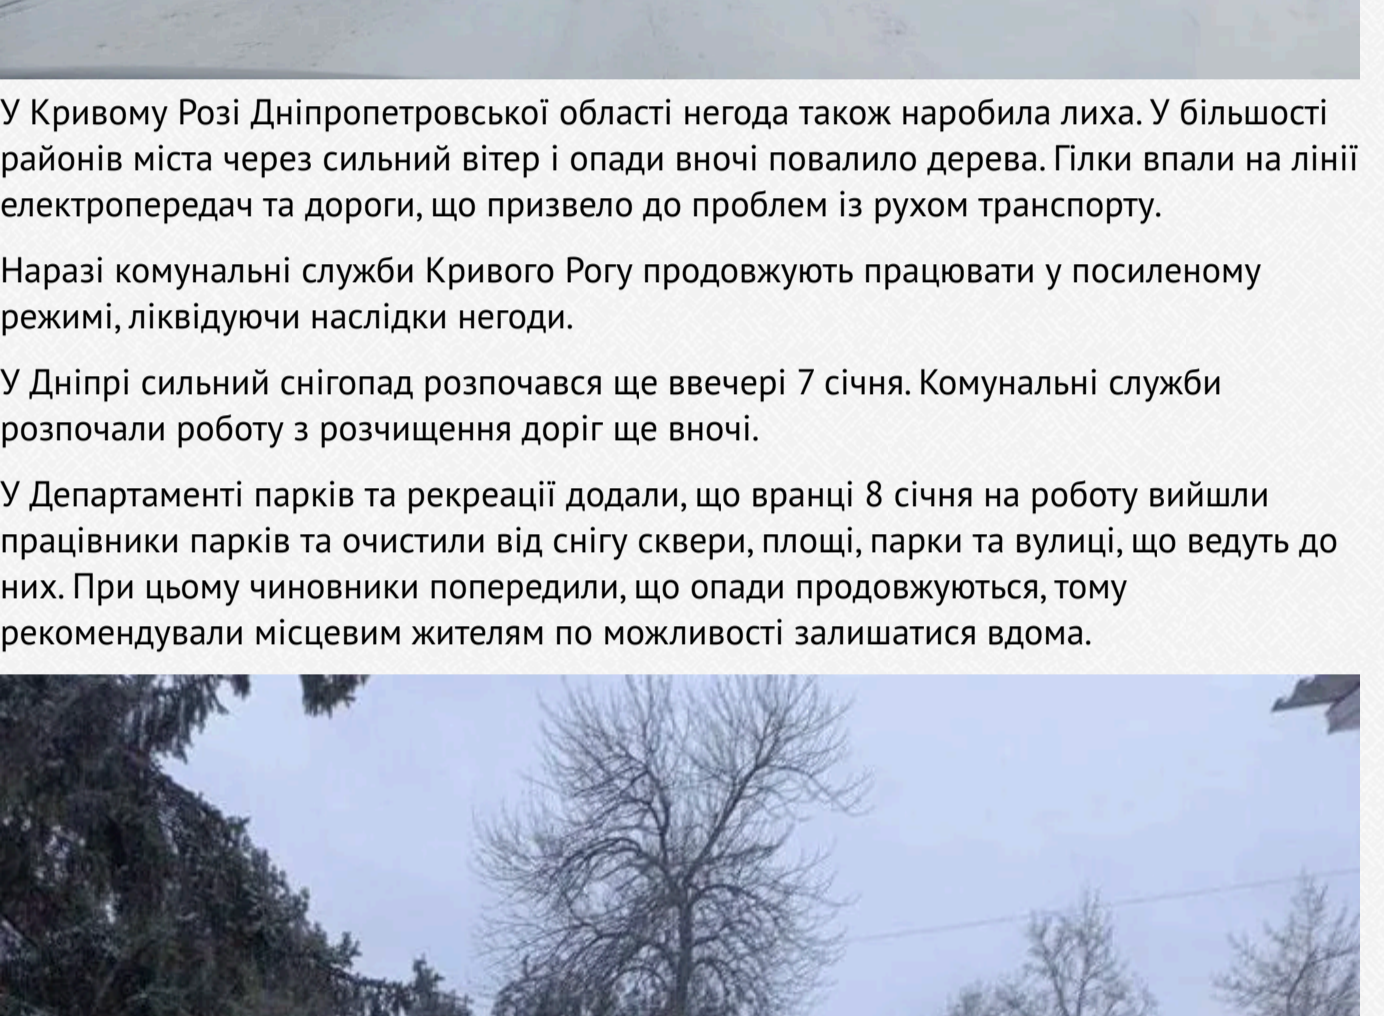 У Кривому Розі Дніпропетровської області негода також наробила лиха. У більшості
районів міста через сильний вітер і опади вночі повалило дерева. Гілки впали на лінії
електропередач та дороги, що призвело до проблем із рухом транспорту.
Наразі комунальні служби Кривого Рогу продовжують працювати у посиленому
режимі, ліквідуючи наслідки негоди.
У Дніпрі сильний снігопад розпочався ще ввечері 7 січня. Комунальні служби
розпочали роботу з розчищення доріг ще вночі.
У Департаменті парків та рекреації додали, що вранці 8 січня на роботу вийшли
працівники парків та очистили від снігу сквери, площі, парки та вулиці, що ведуть до
них. При цьому чиновники попередили, що опади продовжуються, тому
рекомендували місцевим жителям по можливості залишатися вдома.